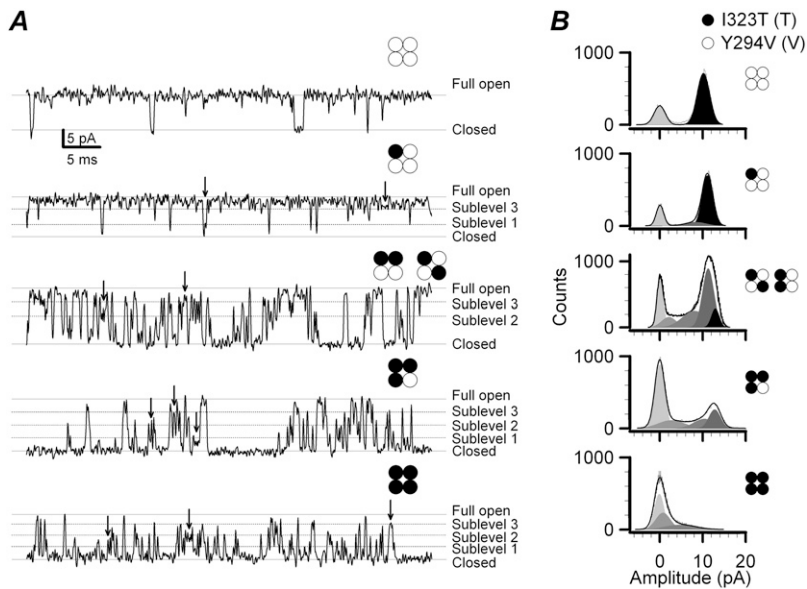 A
Full open
Closed
5 pA
5 ms
Full open
Sublevel 3
Sublevel 1
Closed
Full open
Sublevel 3
Sublevel 2
Closed
Full open
Sublevel 3
Sublevel 2
Sublevel 1
Closed
Full open
Sublevel 3
Sublevel 2
Sublevel 1
Closed
B
I323T (T)
Y294V (V)
1000
0
1000
0
1000
0
1000
0
1000
0
Counts
0 10 20
Amplitude (pA)